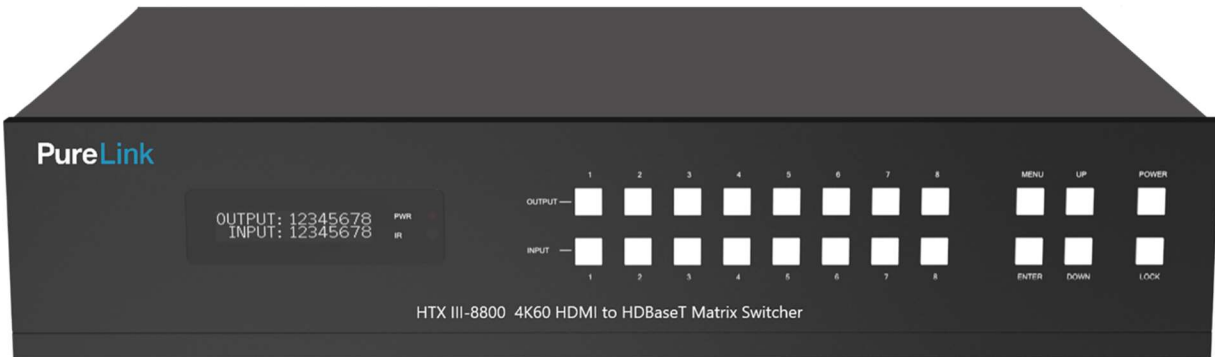 PureLink
1 2 3 4 5 6 7 8
MENU UP POWER
OUTPUT
OUTPUT: 12345678 PWR
INPUT: 12345678 IR
INPUT
1 2 3 4 5 6 7 8
ENTER DOWN LOCK
HTX III-8800 4K60 HDMI to HDBaseT Matrix Switcher